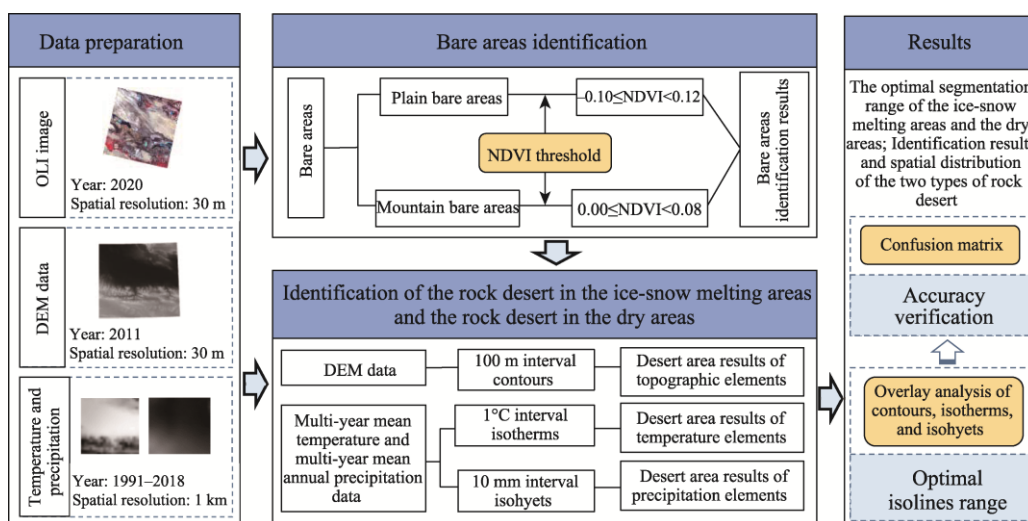 Data preparation
OLI image
Year: 2020
Spatial resolution: 30 m
DEM data
Year: 2011
Spatial resolution: 30 m
Temperature and
precipitation
Year: 1991–2018
Spatial resolution: 1 km
Bare areas identification
Bare areas
Plain bare areas
–0.10≤NDVI<0.12
NDVI threshold
Mountain bare areas
0.00≤NDVI<0.08
Bare areas
identification results
Identification of the rock desert in the ice-snow melting areas
and the rock desert in the dry areas
DEM data
100 m interval
contours
Desert area results of
topographic elements
Multi-year mean
temperature and
multi-year mean
annual precipitation
data
1°C interval
isotherms
Desert area results of
temperature elements
10 mm interval
isohyets
Desert area results of
precipitation elements
Results
The optimal segmentation
range of the ice-snow
melting areas and the dry
areas; Identification result
and spatial distribution
of the two types of rock
desert
Confusion matrix
Accuracy
verification
Overlay analysis of
contours, isotherms,
and isohyets
Optimal
isolines range